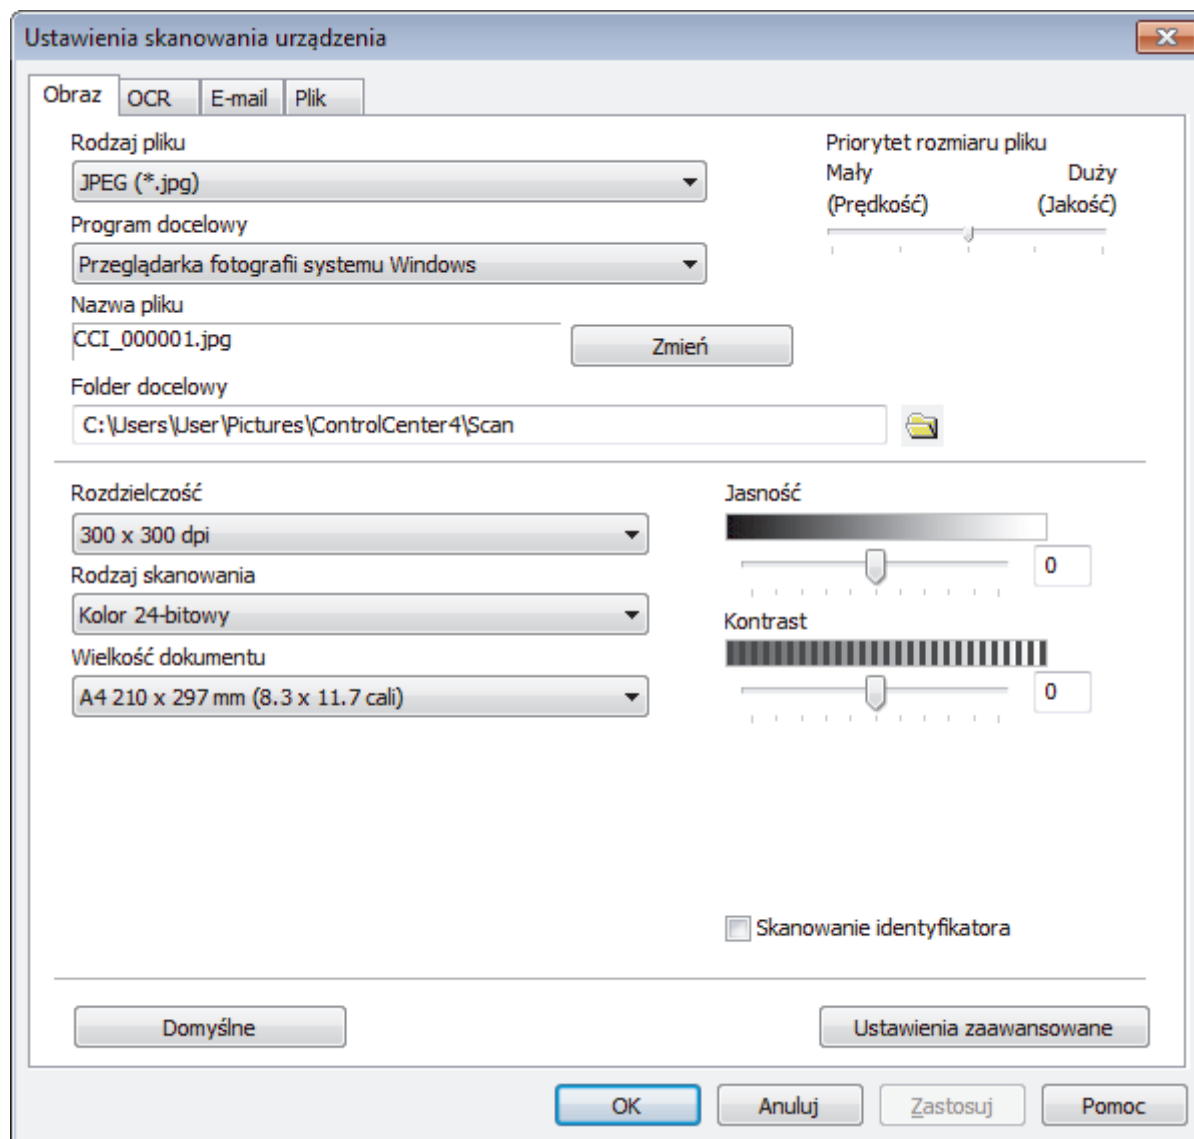 Ustawienia skanowania urządzenia
Obraz OCR E-mail Plik
Rodzaj pliku
JPEG (*.jpg)
Program docelowy
Przeglądarka fotografii systemu Windows
Nazwa pliku
CCI_000001.jpg
Zmień
Folder docelowy
C:\Users\User\Pictures\ControlCenter4\Scan
Priorytet rozmiaru pliku
Mały Duży
(Prędkość) (Jakość)
Rozdzielczość
300 x 300 dpi
Rodzaj skanowania
Kolor 24-bitowy
Wielkość dokumentu
A4 210 x 297 mm (8.3 x 11.7 cali)
Jasność
0
Kontrast
0
Skanowanie identyfikatora
Domyślne
Ustawienia zaawansowane
OK Anuluj Zastosuj Pomoc